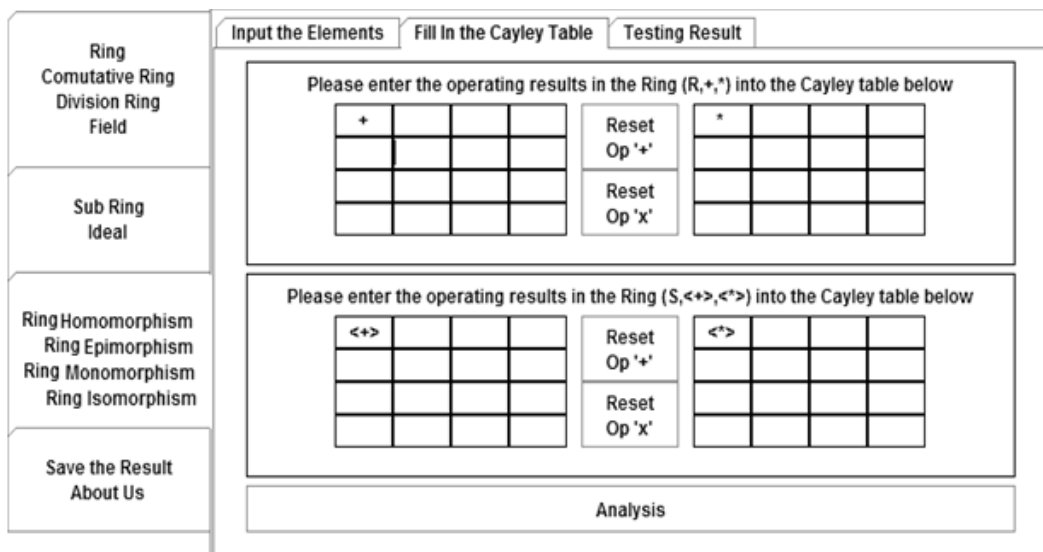 Ring
Comutative Ring
Division Ring
Field
Sub Ring
Ideal
Ring Homomorphism
Ring Epimorphism
Ring Monomorphism
Ring Isomorphism
Save the Result
About Us
Input the Elements
Fill In the Cayley Table
Testing Result
Please enter the operating results in the Ring (R,+,*) into the Cayley table below
+
Reset
Op '+'
Reset
Op 'x'
*
Please enter the operating results in the Ring (S,<+>,<*>) into the Cayley table below
<+>
Reset
Op '+'
Reset
Op 'x'
<*>
Analysis